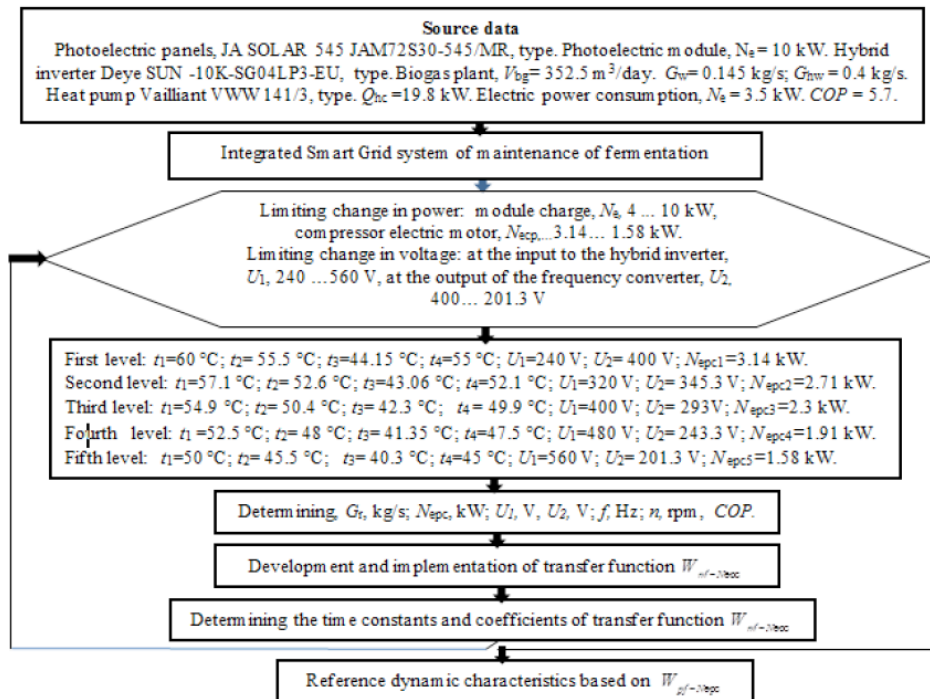 Source data
Photoelectric panels, JA SOLAR 545 JAM72S30-545/MR, type. Photoelectric module, Nₑ = 10 kW. Hybrid
inverter Deye SUN -10K-SG04LP3-EU, type. Biogas plant, V_bg = 352.5 m³/day. G_w = 0.145 kg/s; G_hw = 0.4 kg/s.
Heat pump Vailliant VWW 141/3, type. Q_hc =19.8 kW. Electric power consumption, Nₑ = 3.5 kW. COP = 5.7.
Integrated Smart Grid system of maintenance of fermentation
Limiting change in power: module charge, Nₑ, 4 ... 10 kW,
compressor electric motor, N_ecp,...3.14... 1.58 kW.
Limiting change in voltage: at the input to the hybrid inverter,
U₁, 240 ...560 V, at the output of the frequency converter, U₂,
400... 201.3 V
First level: t₁=60 °C; t₂= 55.5 °C; t₃=44.15 °C; t₄=55 °C; U₁=240 V; U₂= 400 V; N_epc1=3.14 kW.
Second level: t₁=57.1 °C; t₂= 52.6 °C; t₃=43.06 °C; t₄=52.1 °C; U₁=320 V; U₂= 345.3 V; N_epc2=2.71 kW.
Third level: t₁=54.9 °C; t₂= 50.4 °C; t₃= 42.3 °C; t₄= 49.9 °C; U₁=400 V; U₂= 293V; N_epc3=2.3 kW.
Fourth level: t₁ =52.5 °C; t₂= 48 °C; t₃= 41.35 °C; t₄=47.5 °C; U₁=480 V; U₂= 243.3 V; N_epc4=1.91 kW.
Fifth level: t₁=50 °C; t₂= 45.5 °C; t₃= 40.3 °C; t₄=45 °C; U₁=560 V; U₂= 201.3 V; N_epc5=1.58 kW.
Determining, G_r, kg/s; N_epc, kW; U₁, V, U₂, V; f, Hz; n, rpm, COP.
Development and implementation of transfer function W
Determining the time constants and coefficients of transfer function W
Reference dynamic characteristics based on W